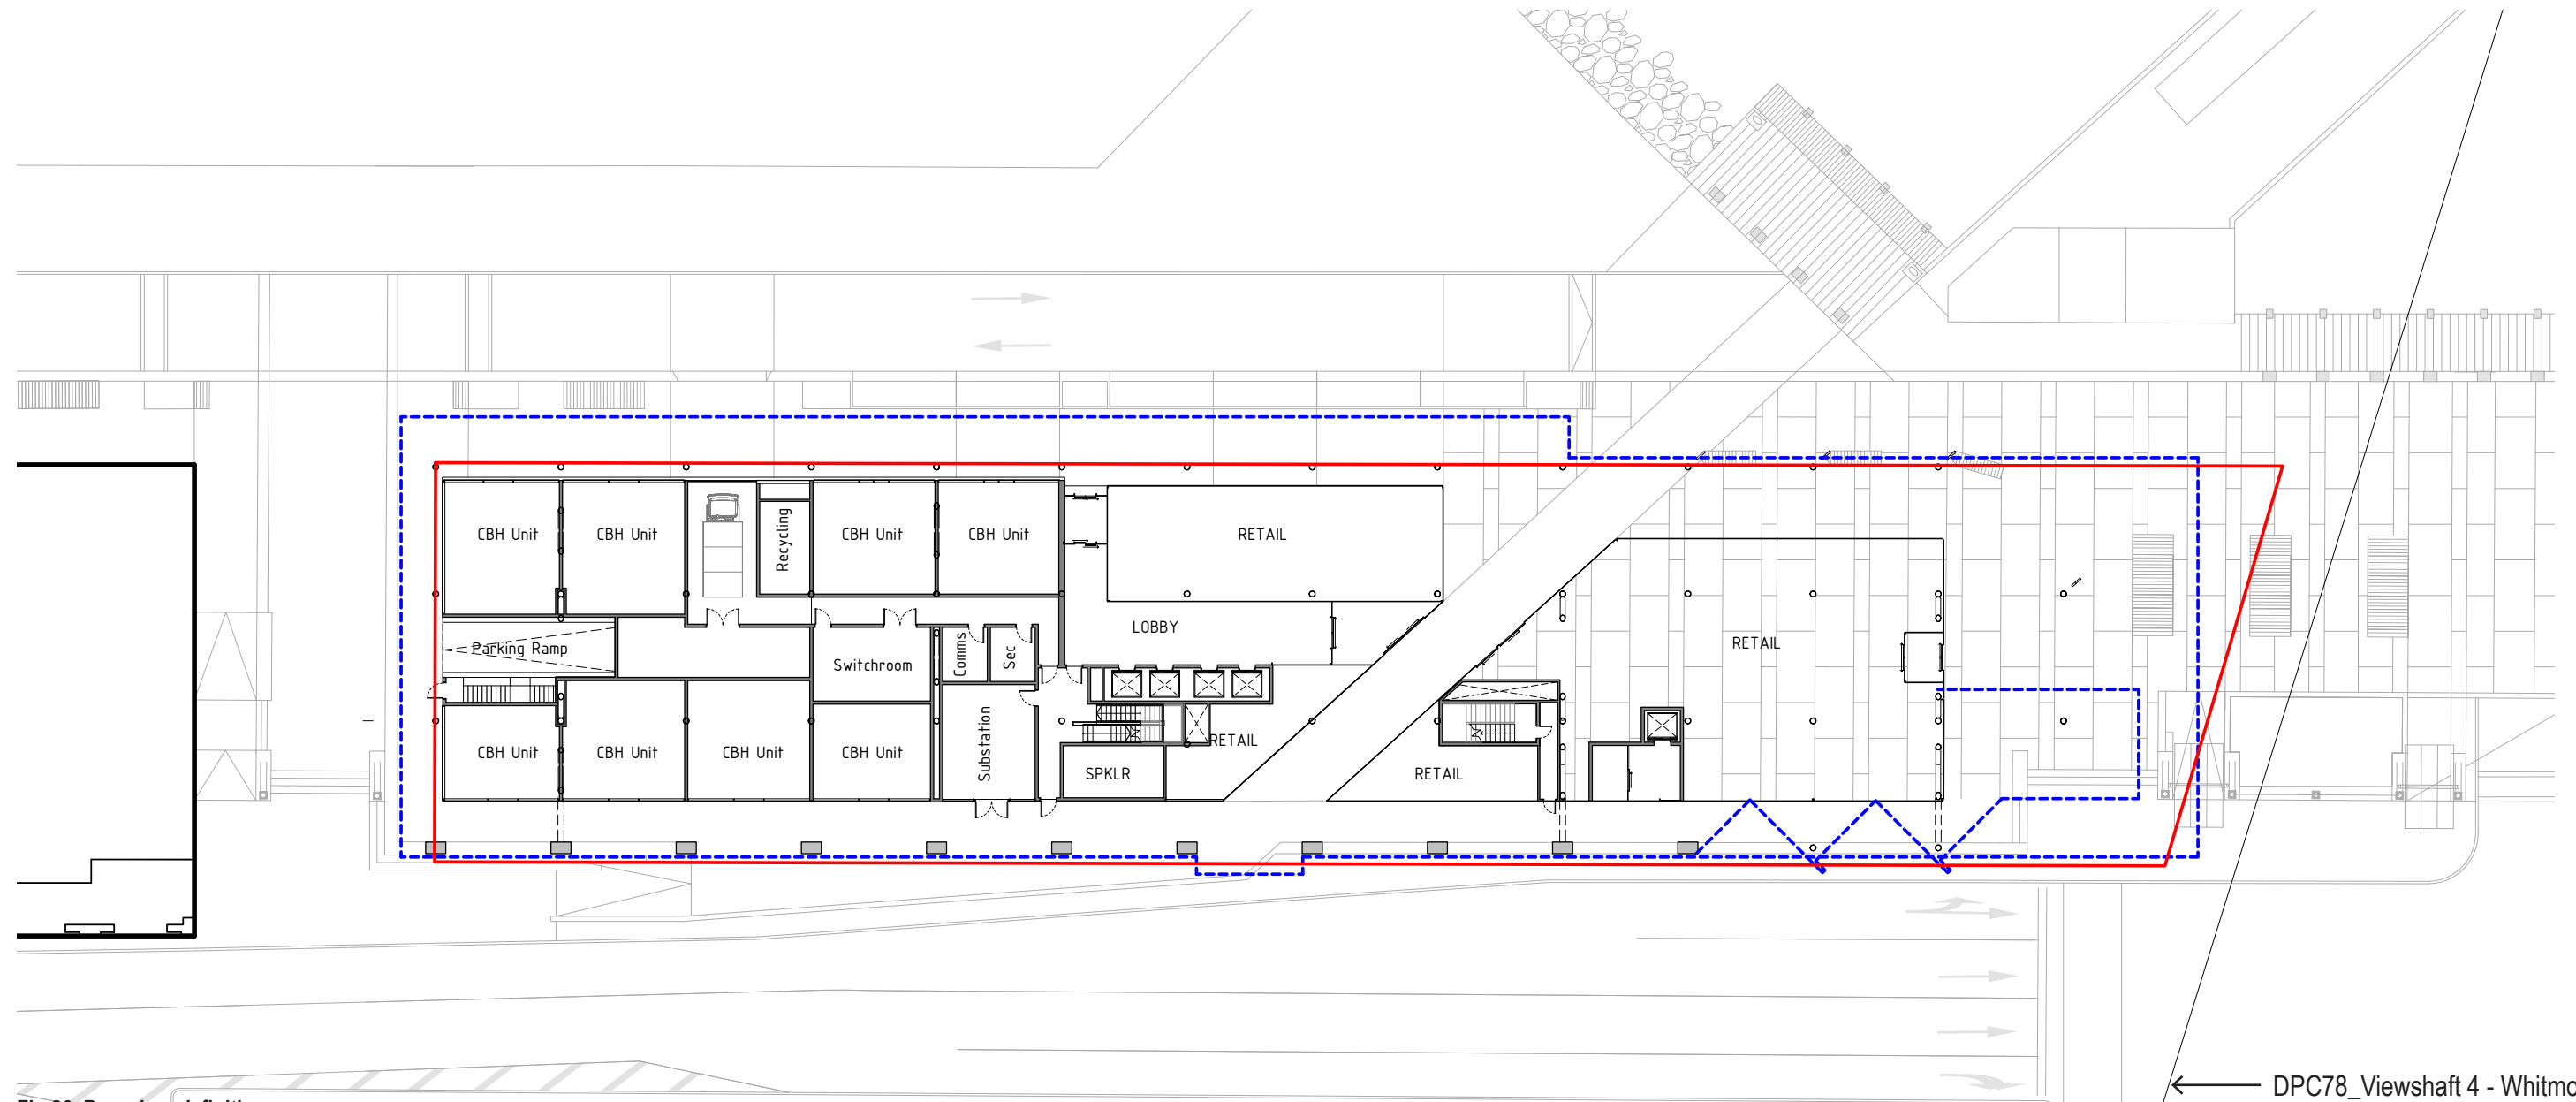 CBH Unit
CBH Unit
Recycling
CBH Unit
CBH Unit
RETAIL
Parking Ramp
Switchroom
Comms
Sec
LOBBY
RETAIL
CBH Unit
CBH Unit
CBH Unit
CBH Unit
Substation
SPKLR
RETAIL
RETAIL
DPC78_Viewshaft 4 - Whitmo